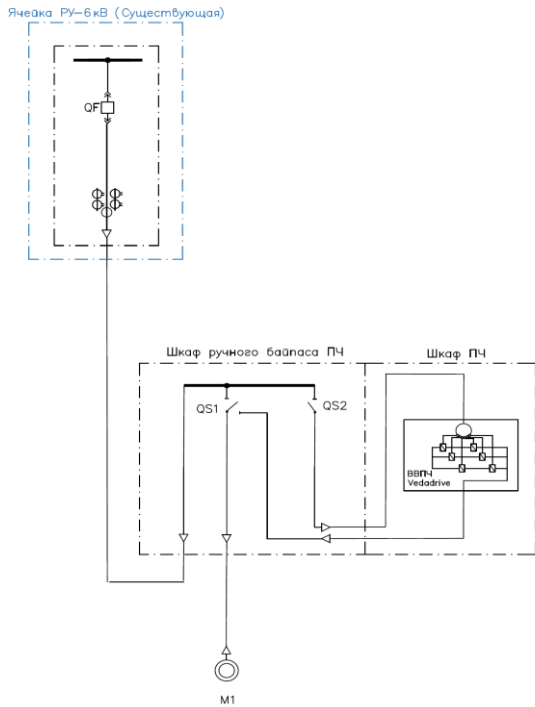 Ячейка РУ-6кВ (Существующая)
QF
Шкаф ручного байпаса ПЧ
Шкаф ПЧ
QS1
QS2
ВВПЧ
Vedadrive
M1